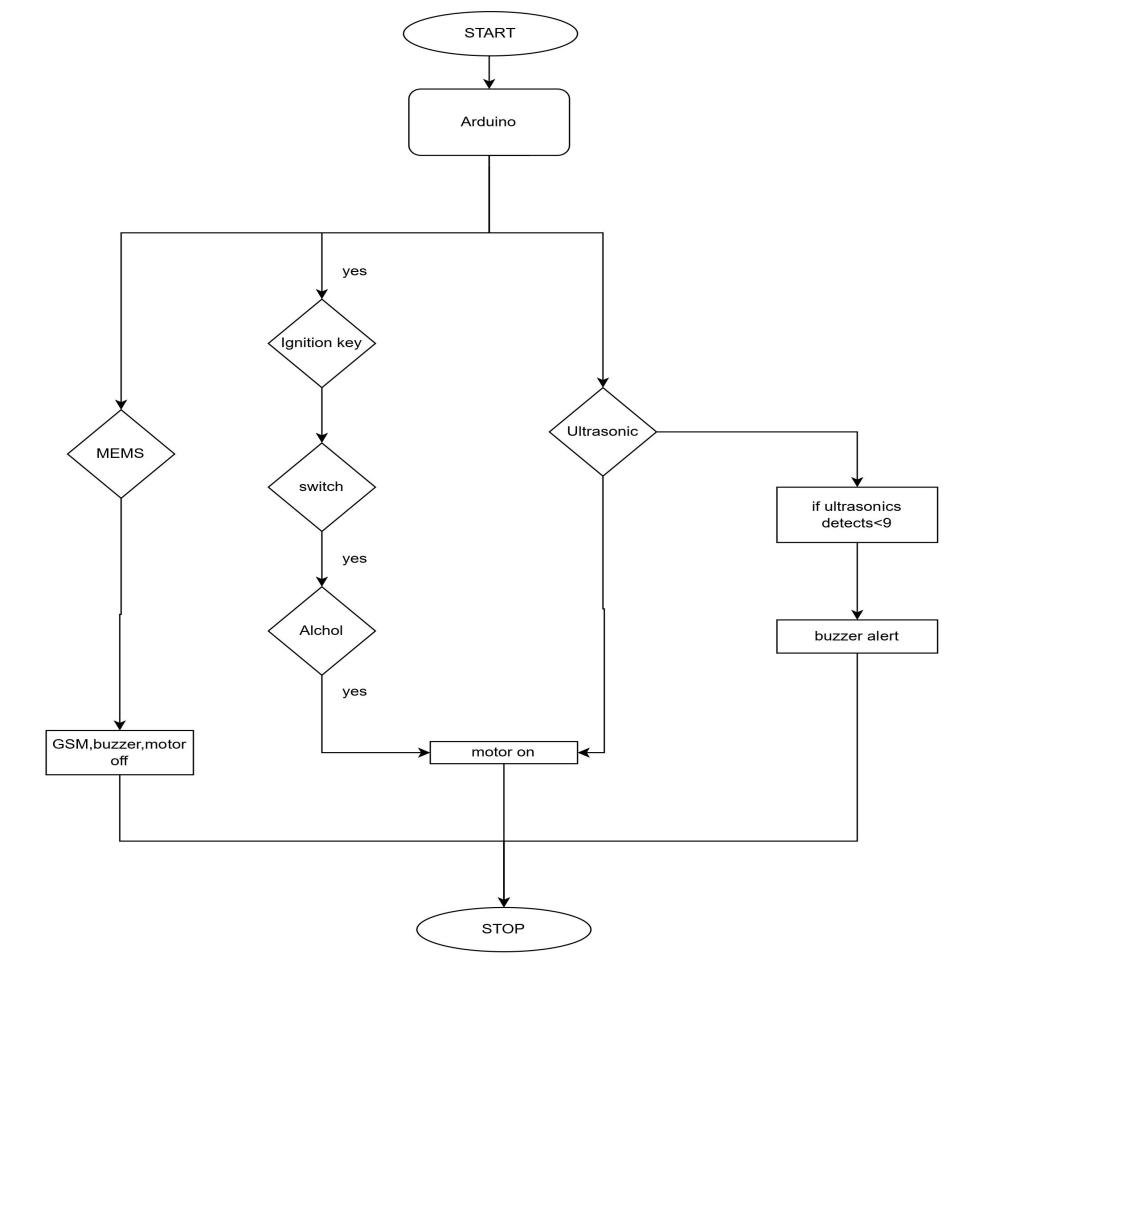 START
Arduino
yes
Ignition key
Ultrasonic
MEMS
switch
if ultrasonics
detects<9
yes
Alchol
buzzer alert
yes
GSM,buzzer,motor
off
motor on
STOP